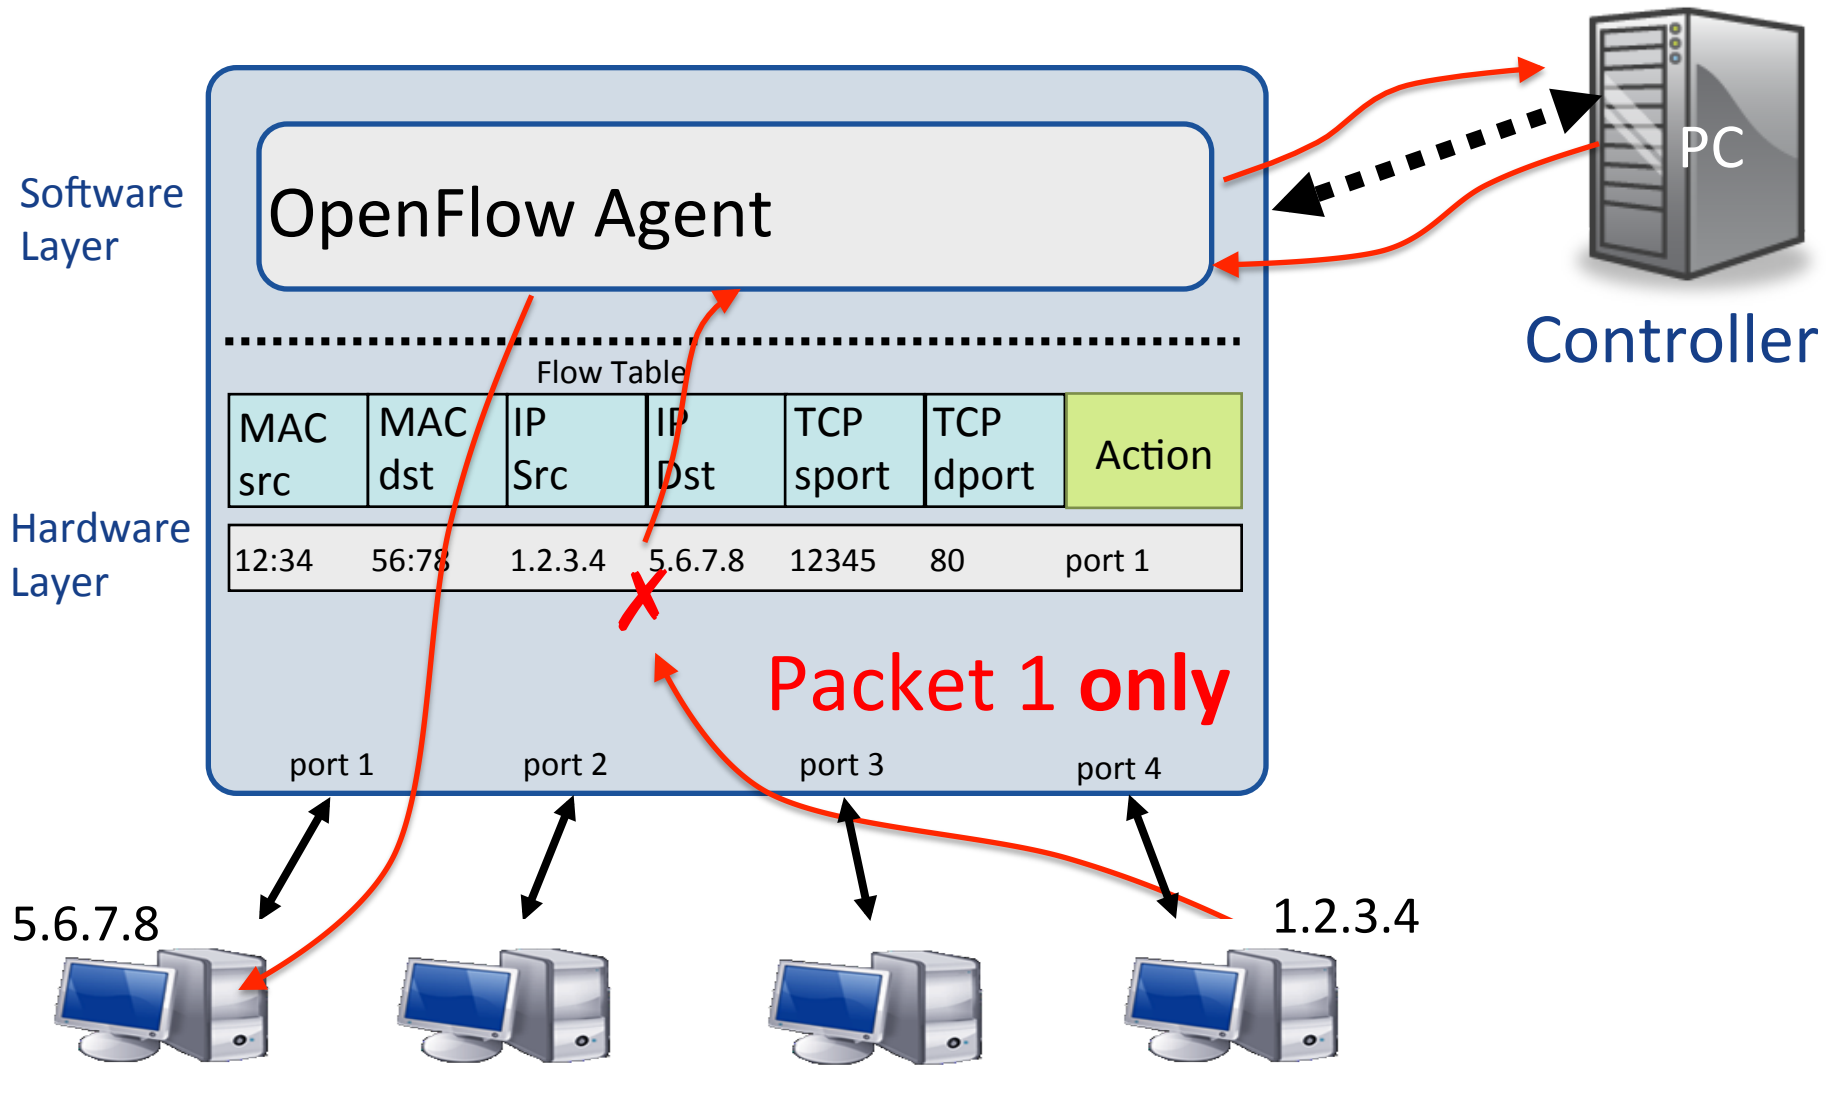 PC
Software
Layer
OpenFlow Agent
Controller
Flow Table
MAC src
MAC dst
IP Src
IP Dst
TCP sport
TCP dport
Action
Hardware
Layer
12:34 56:78 1.2.3.4 5.6.7.8 12345 80 port 1
Packet 1 only
port 1 port 2 port 3 port 4
5.6.7.8
1.2.3.4